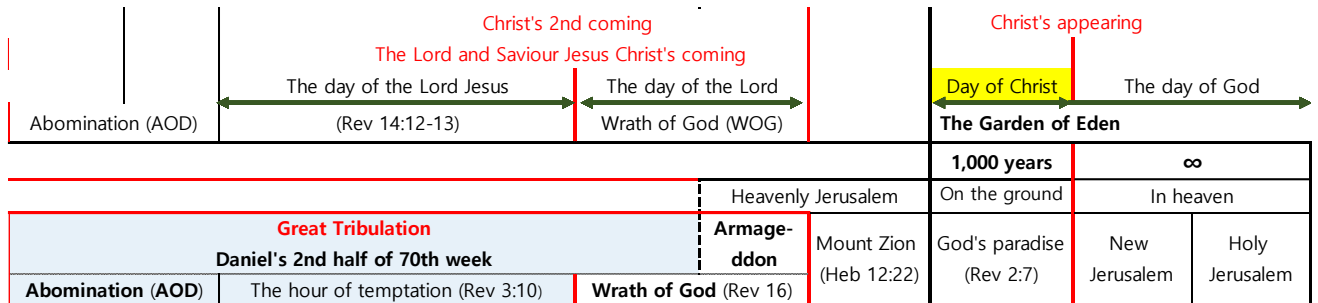 Christ's 2nd coming
Christ's appearing
The Lord and Saviour Jesus Christ's coming
The day of the Lord Jesus
The day of the Lord
Day of Christ
The day of God
Abomination (AOD)
(Rev 14:12-13)
Wrath of God (WOG)
The Garden of Eden
1,000 years
∞
Heavenly Jerusalem
On the ground
In heaven
Great Tribulation
Daniel's 2nd half of 70th week
Armage-
ddon
Mount Zion
(Heb 12:22)
God's paradise
(Rev 2:7)
New
Jerusalem
Holy
Jerusalem
Abomination (AOD)
The hour of temptation (Rev 3:10)
Wrath of God (Rev 16)